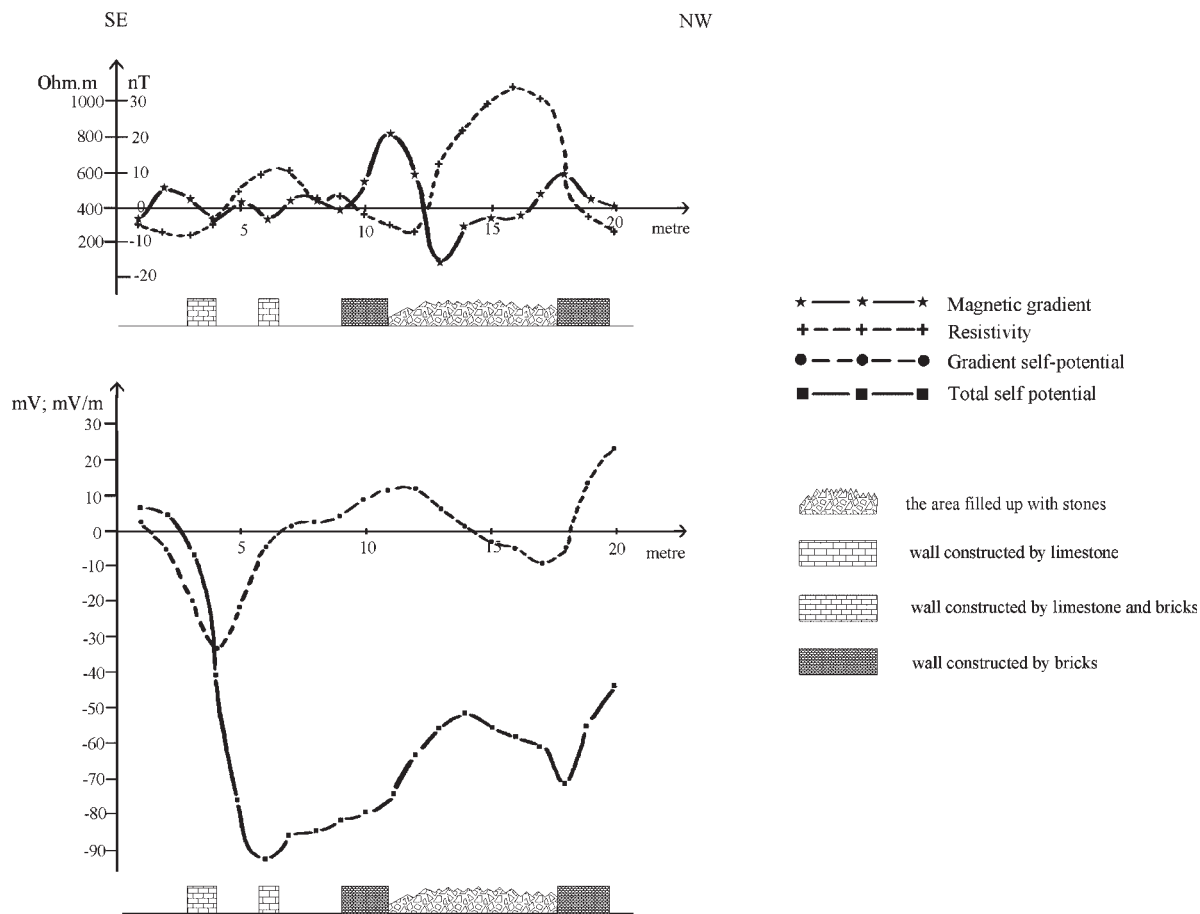 SE NW
Ohm.m nT
1000 30
800 20
600 10
400 0 5 10 15 20
metre
200 -10
-20
Magnetic gradient
Resistivity
Gradient self-potential
Total self potential
mV; mV/m
30
20
10
0 5 10 15 20
metre
-10
-20
-30
-40
-50
-60
-70
-80
-90
the area filled up with stones
wall constructed by limestone
wall constructed by limestone and bricks
wall constructed by bricks